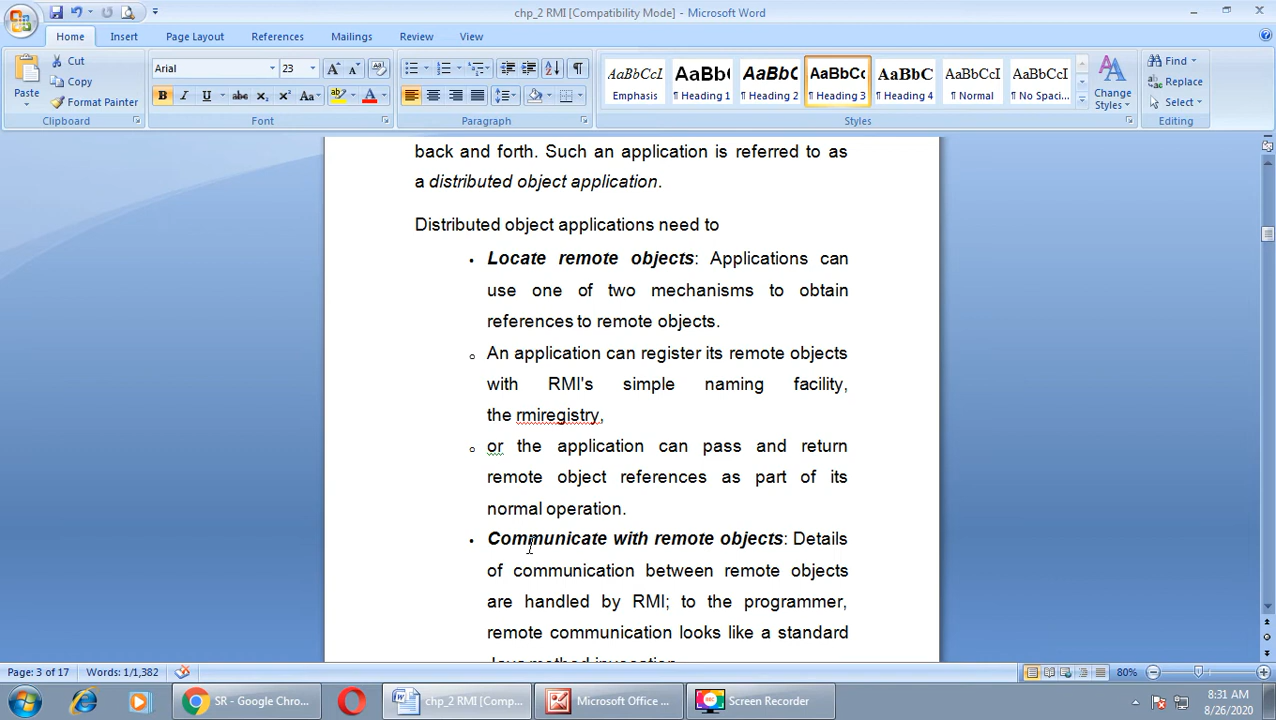 chp_2 RMI [Compatibility Mode] - Microsoft Word
Home Insert Page Layout References Mailings Review View
Paste Cut Copy Format Painter Clipboard
Arial 23 Font
Paragraph
AaBbCcI Emphasis
AaBb( ¶ Heading 1
AaBbC ¶ Heading 2
AaBbCc ¶ Heading 3
AaBbC ¶ Heading 4
AaBbCcI ¶ Normal
AaBbCcI ¶ No Spaci...
Change Styles
Styles
Find Replace Select Editing
back and forth. Such an application is referred to as
a distributed object application.
Distributed object applications need to
• Locate remote objects: Applications can
use one of two mechanisms to obtain
references to remote objects.
o An application can register its remote objects
with RMI's simple naming facility,
the rmiregistry,
o or the application can pass and return
remote object references as part of its
normal operation.
• Communicate with remote objects: Details
of communication between remote objects
are handled by RMI; to the programmer,
remote communication looks like a standard
Java method invocation.
Page: 3 of 17 Words: 1/1,382 80%
SR - Google Chro... chp_2 RMI [Comp... Microsoft Office ... Screen Recorder
8:31 AM
8/26/2020